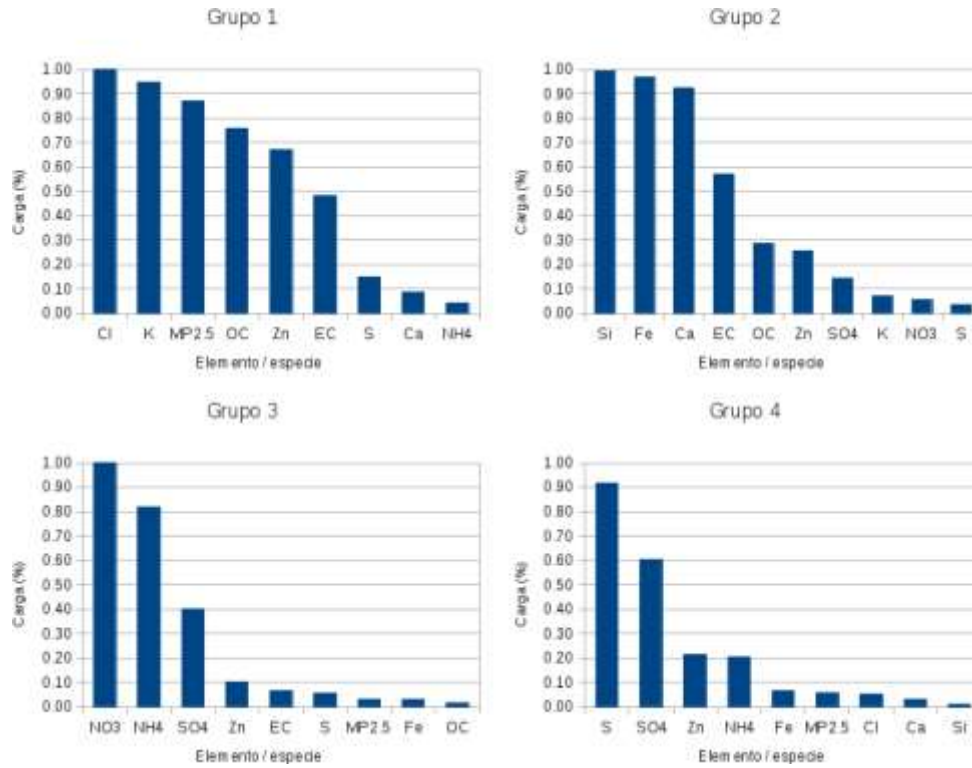 Grupo 1
1.00
0.90
0.80
0.70
0.60
0.50
0.40
0.30
0.20
0.10
0.00
Carga (%)
Cl K MP2.5 OC Zn EC S Ca NH4
Elemento / especie
Grupo 2
1.00
0.90
0.80
0.70
0.60
0.50
0.40
0.30
0.20
0.10
0.00
Carga (%)
Si Fe Ca EC OC Zn SO4 K NO3 S
Elemento / especie
Grupo 3
1.00
0.90
0.80
0.70
0.60
0.50
0.40
0.30
0.20
0.10
0.00
Carga (%)
NO3 NH4 SO4 Zn EC S MP2.5 Fe OC
Elemento / especie
Grupo 4
1.00
0.90
0.80
0.70
0.60
0.50
0.40
0.30
0.20
0.10
0.00
Carga (%)
S SO4 Zn NH4 Fe MP2.5 Cl Ca Si
Elemento / especie